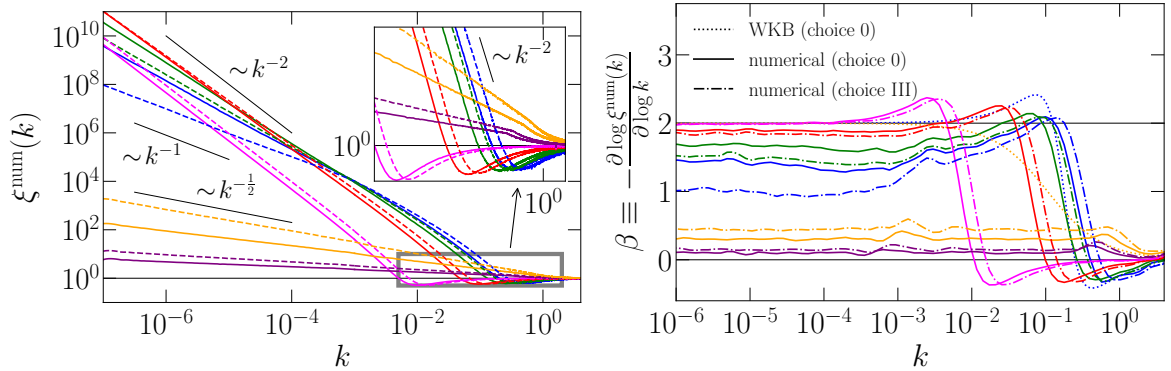 10^{10}
10^{8}
10^{6}
10^{4}
10^{2}
10^{0}
ξ^{num}(k)
∼k^{-2}
∼k^{-1}
∼k^{-\frac{1}{2}}
∼k^{-2}
10^{0}
10^{0}
10^{-6} 10^{-4} 10^{-2} 10^{0}
k
β ≡ -\frac{∂ log ξ^{num}(k)}{∂ log k}
3
2
1
0
WKB (choice 0)
numerical (choice 0)
numerical (choice III)
10^{-6} 10^{-5} 10^{-4} 10^{-3} 10^{-2} 10^{-1} 10^{0}
k